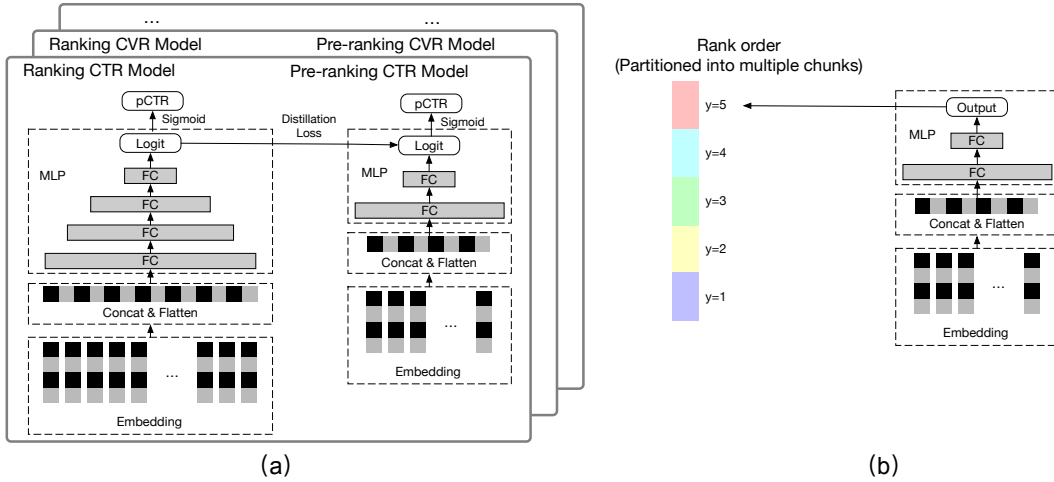 ...
...
Ranking CVR Model
Pre-ranking CVR Model
Ranking CTR Model
Pre-ranking CTR Model
pCTR
Sigmoid
Logit
MLP
FC
FC
FC
FC
Concat & Flatten
...
Embedding
Distillation
Loss
pCTR
Sigmoid
Logit
MLP
FC
FC
Concat & Flatten
...
Embedding
(a)
Rank order
(Partitioned into multiple chunks)
y=5
y=4
y=3
y=2
y=1
Output
MLP
FC
FC
Concat & Flatten
...
Embedding
(b)